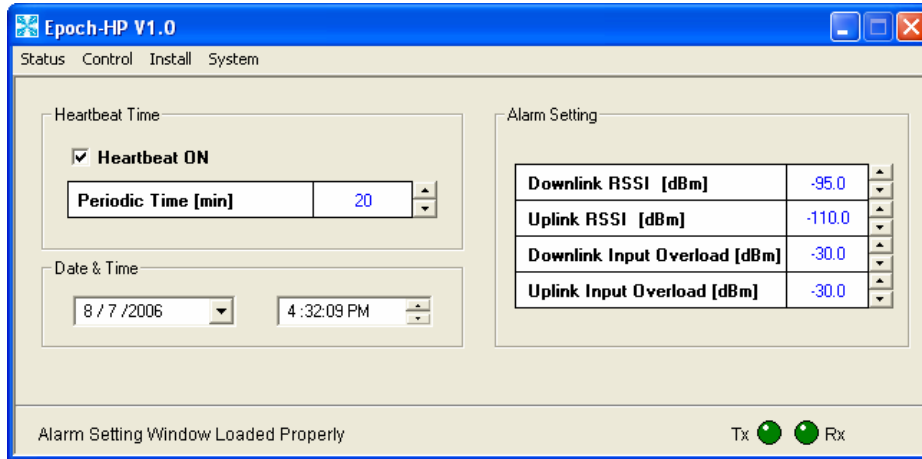 Epoch-HP V1.0
Status Control Install System
Heartbeat Time
Heartbeat ON
Periodic Time [min] 20
Date & Time
8 / 7 /2006 4 :32:09 PM
Alarm Setting
Downlink RSSI [dBm] -95.0
Uplink RSSI [dBm] -110.0
Downlink Input Overload [dBm] -30.0
Uplink Input Overload [dBm] -30.0
Alarm Setting Window Loaded Properly
Tx Rx